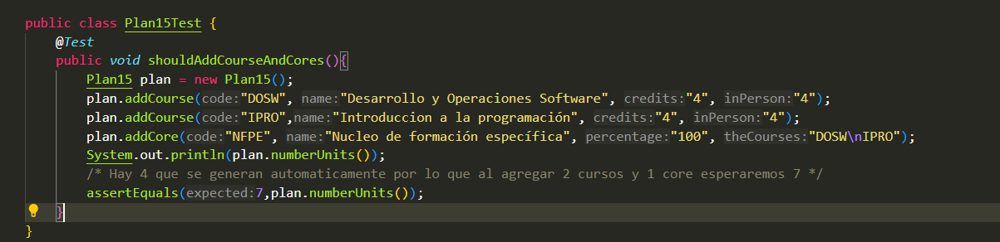 public class Plan15Test {
@Test
public void shouldAddCourseAndCores(){
Plan15 plan = new Plan15();
plan.addCourse(code:"DOSW", name:"Desarrollo y Operaciones Software", credits:"4", inPerson:"4");
plan.addCourse(code:"IPRO",name:"Introduccion a la programación", credits:"4", inPerson:"4");
plan.addCore(code:"NFPE", name:"Nucleo de formación específica", percentage:"100", theCourses:"DOSW\nIPRO");
System.out.println(plan.numberUnits());
/* Hay 4 que se generan automaticamente por lo que al agregar 2 cursos y 1 core esperaremos 7 */
assertEquals(expected:7,plan.numberUnits());
}
}